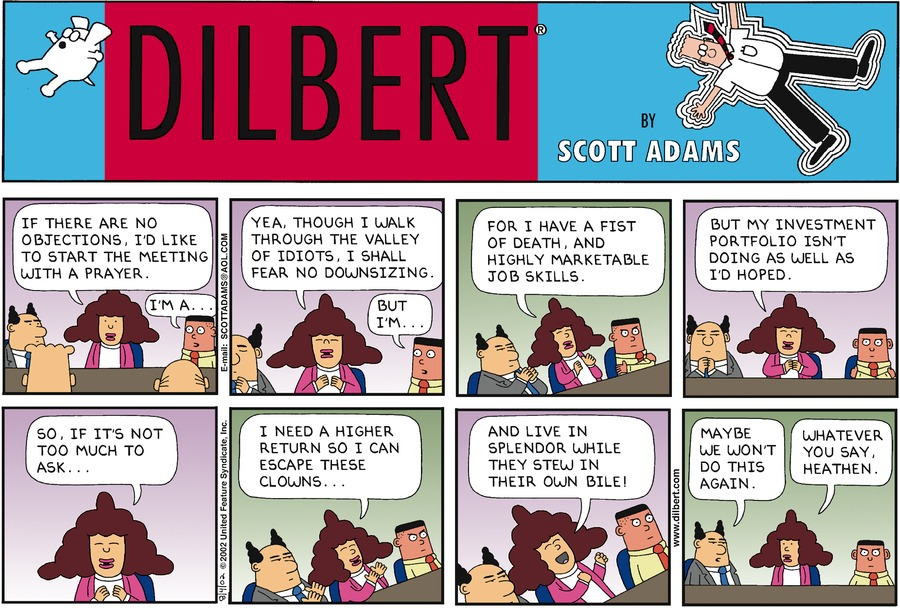 DILBERT®
BY
SCOTT ADAMS
IF THERE ARE NO
OBJECTIONS, I'D LIKE
TO START THE MEETING
WITH A PRAYER.
I'M A...
E-mail: SCOTTADAMS@AOL.COM
YEA, THOUGH I WALK
THROUGH THE VALLEY
OF IDIOTS, I SHALL
FEAR NO DOWNSIZING.
BUT
I'M...
FOR I HAVE A FIST
OF DEATH, AND
HIGHLY MARKETABLE
JOB SKILLS.
BUT MY INVESTMENT
PORTFOLIO ISN'T
DOING AS WELL AS
I'D HOPED.
SO, IF IT'S NOT
TOO MUCH TO
ASK...
8/4/02 © 2002 United Feature Syndicate, Inc.
I NEED A HIGHER
RETURN SO I CAN
ESCAPE THESE
CLOWNS...
AND LIVE IN
SPLENDOR WHILE
THEY STEW IN
THEIR OWN BILE!
www.dilbert.com
MAYBE
WE WON'T
DO THIS
AGAIN.
WHATEVER
YOU SAY,
HEATHEN.